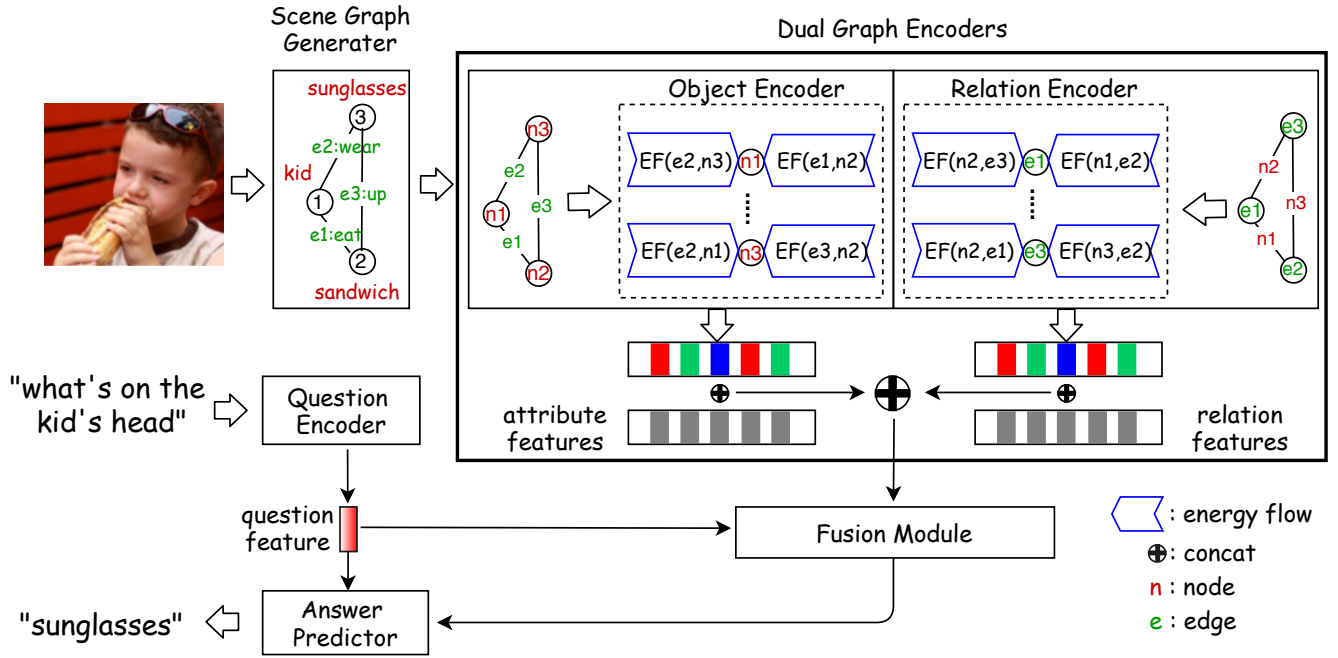 Scene Graph
Generater
Dual Graph Encoders
sunglasses
3
e2:wear
kid
1
e3:up
e1:eat
2
sandwich
Object Encoder
Relation Encoder
n3
e2
n1
e3
e1
n2
EF(e2,n3) n1 EF(e1,n2)
EF(e2,n1) n3 EF(e3,n2)
EF(n2,e3) e1 EF(n1,e2)
EF(n2,e1) e3 EF(n3,e2)
e3
n2
e1
n3
n1
e2
attribute
features
relation
features
"what's on the
kid's head"
Question
Encoder
question
feature
Fusion Module
Answer
Predictor
"sunglasses"
: energy flow
: concat
n : node
e : edge